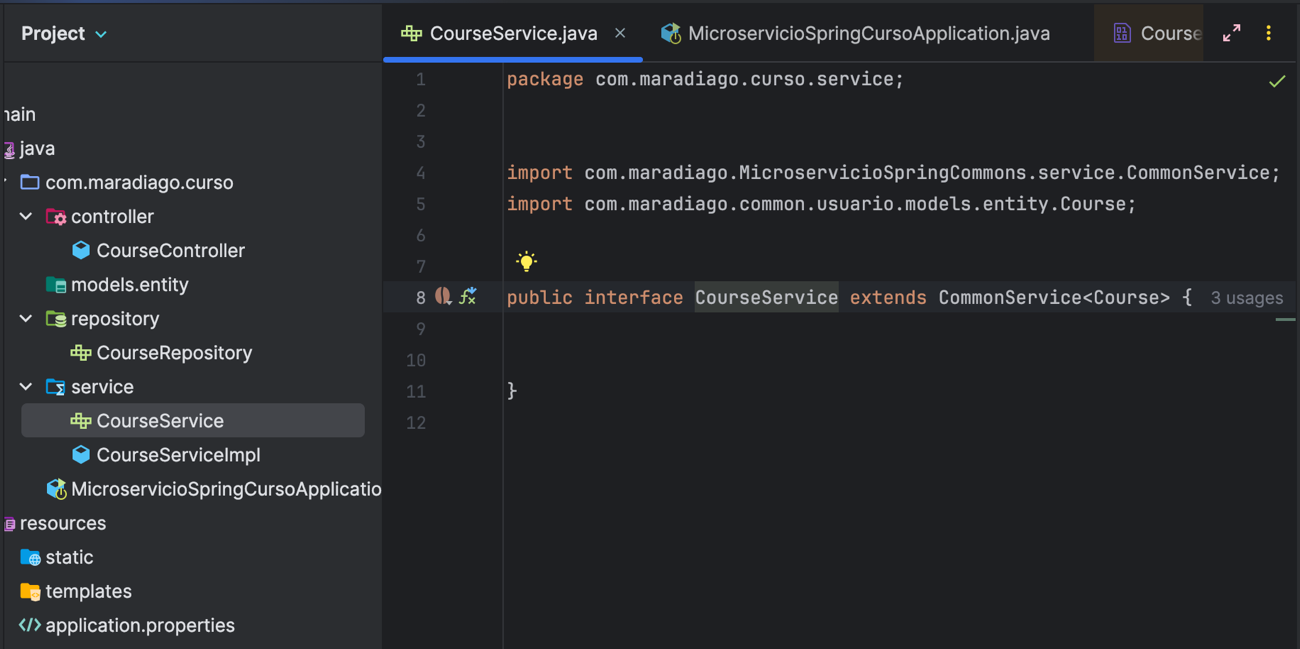 Project
CourseService.java
MicroservicioSpringCursoApplication.java
Course
java
com.maradiago.curso
controller
CourseController
models.entity
repository
CourseRepository
service
CourseService
CourseServiceImpl
MicroservicioSpringCursoApplicatio
resources
static
templates
application.properties
1 package com.maradiago.curso.service;
2
3
4 import com.maradiago.MicroservicioSpringCommons.service.CommonService;
5 import com.maradiago.common.usuario.models.entity.Course;
6
7
8 public interface CourseService extends CommonService<Course> { 3 usages
9
10
11 }
12